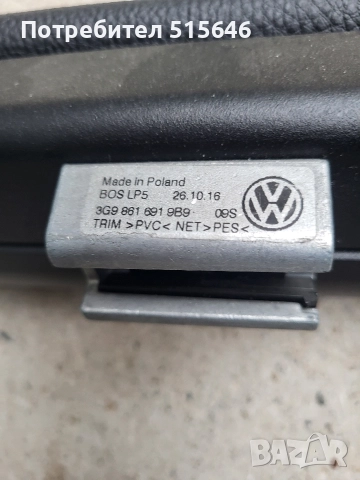 Потребител 515646
Made in Poland
BOS LP5 26.10.16
3G9 861 691 9B9 09S
TRIM >PVC< NET >PES<
BAZAR